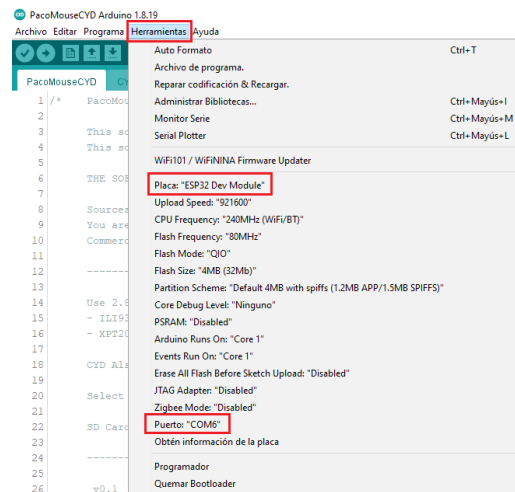 PacoMouseCYD Arduino 1.8.19
Archivo Editar Programa Herramientas Ayuda
PacoMouseCYD CY
Auto Formato Ctrl+T
Archivo de programa.
Reparar codificación & Recargar.
Administrar Bibliotecas... Ctrl+Mayús+I
Monitor Serie Ctrl+Mayús+M
Serial Plotter Ctrl+Mayús+L
WiFi101 / WiFiNINA Firmware Updater
Placa: "ESP32 Dev Module"
Upload Speed: "921600"
CPU Frequency: "240MHz (WiFi/BT)"
Flash Frequency: "80MHz"
Flash Mode: "QIO"
Flash Size: "4MB (32Mb)"
Partition Scheme: "Default 4MB with spiffs (1.2MB APP/1.5MB SPIFFS)"
Core Debug Level: "Ninguno"
PSRAM: "Disabled"
Arduino Runs On: "Core 1"
Events Run On: "Core 1"
Erase All Flash Before Sketch Upload: "Disabled"
JTAG Adapter: "Disabled"
Zigbee Mode: "Disabled"
Puerto: "COM6"
Obtén información de la placa
Programador
Quemar Bootloader
1 /* PacoMou
2
3 This so
4 This so
5
6 THE SOF
7
8 Sources
9 You are
10 Commerc
11
12 -------
13
14 Use 2.8
15 - ILI93
16 - XPT20
17
18 CYD Als
19
20 Select
21
22 SD Card
23
24 -------
25
26 v0.1